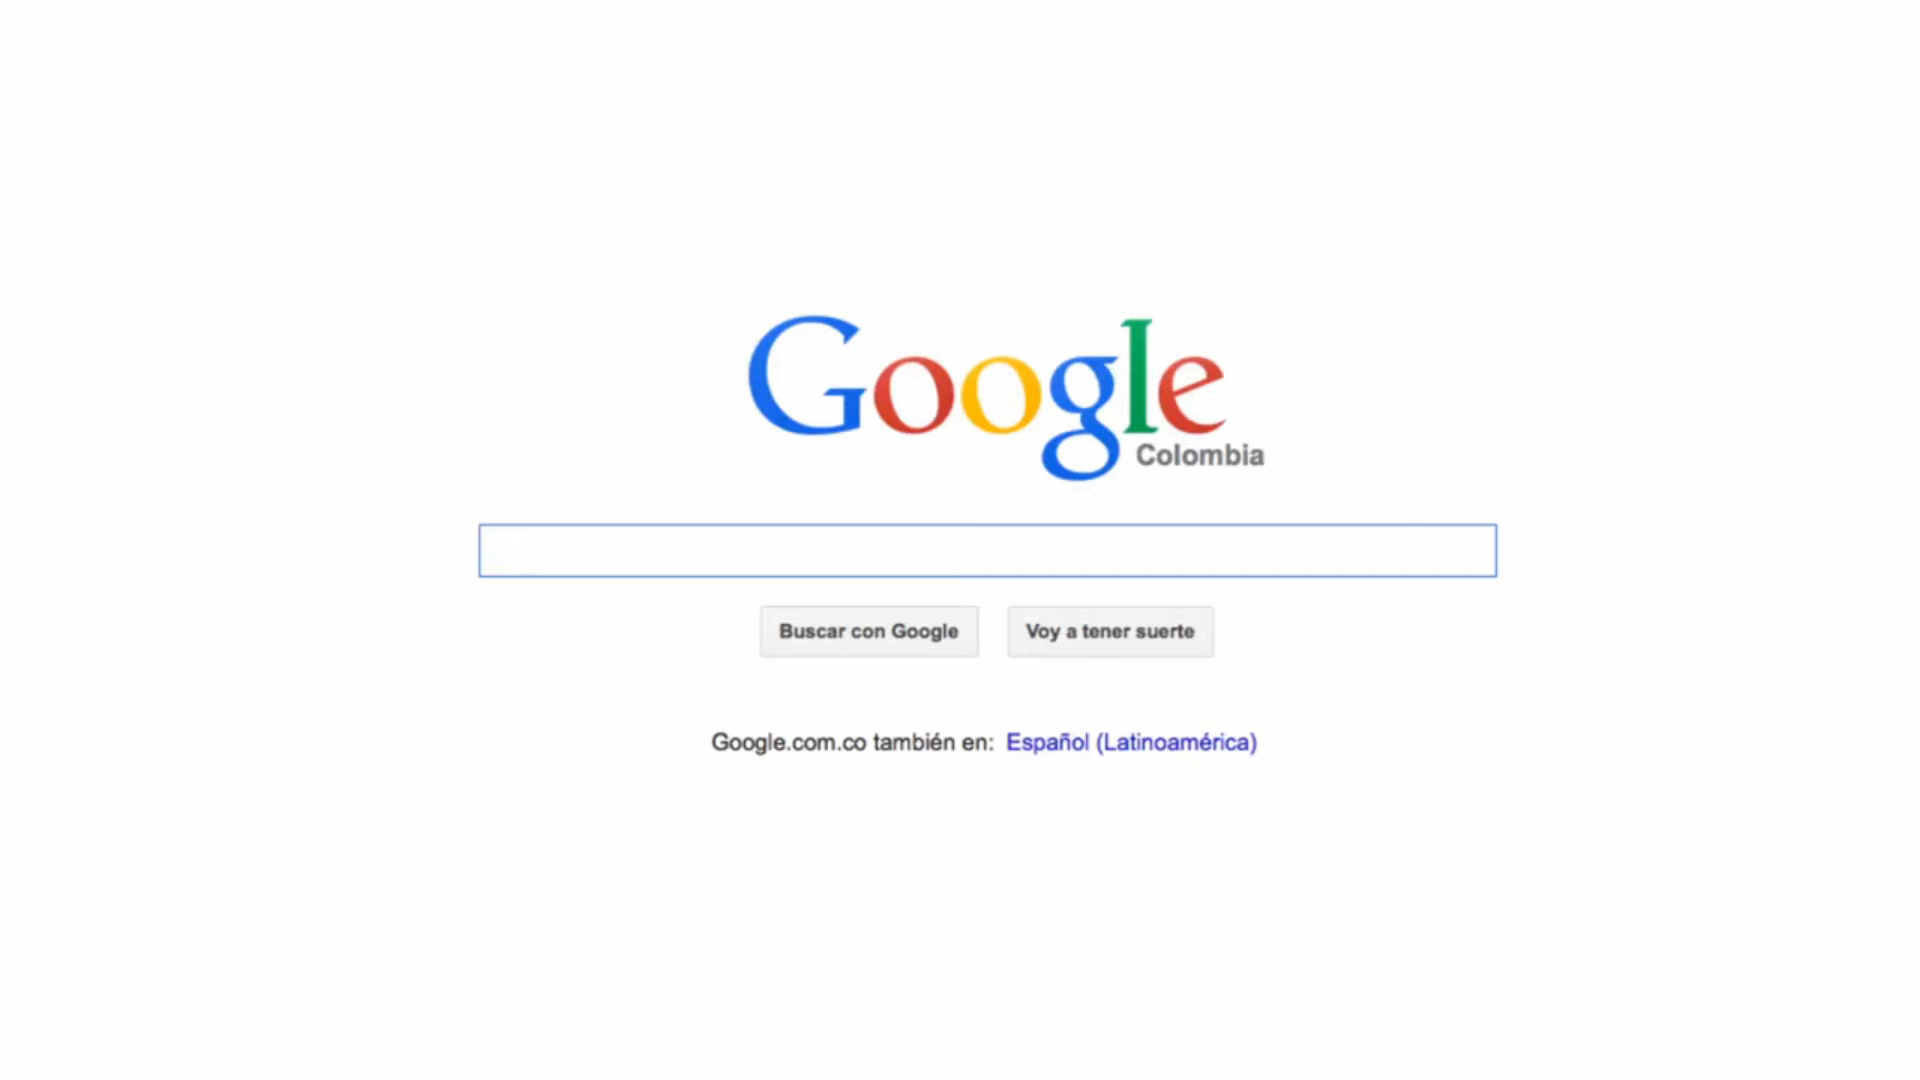 Google
Colombia
Buscar con Google
Voy a tener suerte
Google.com.co también en: Español (Latinoamérica)